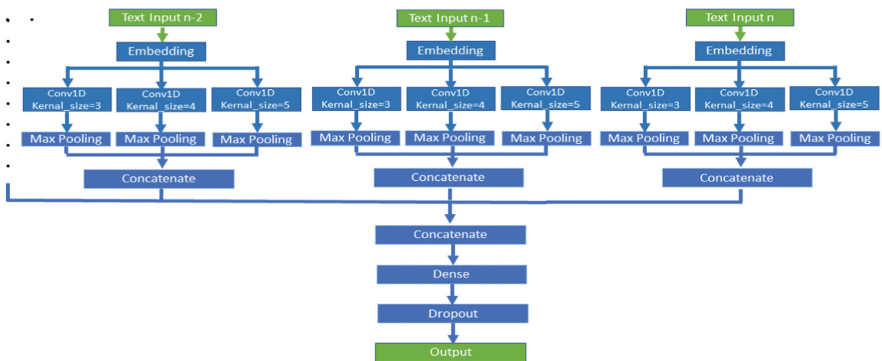 Text Input n-2
Text Input n-1
Text Input n
Embedding
Embedding
Embedding
Conv1D
Kernal_size=3
Conv1D
Kernal_size=4
Conv1D
Kernal_size=5
Conv1D
Kernal_size=3
Conv1D
Kernal_size=4
Conv1D
Kernal_size=5
Conv1D
Kernal_size=3
Conv1D
Kernal_size=4
Conv1D
Kernal_size=5
Max Pooling
Max Pooling
Max Pooling
Max Pooling
Max Pooling
Max Pooling
Max Pooling
Max Pooling
Max Pooling
Concatenate
Concatenate
Concatenate
Concatenate
Dense
Dropout
Output